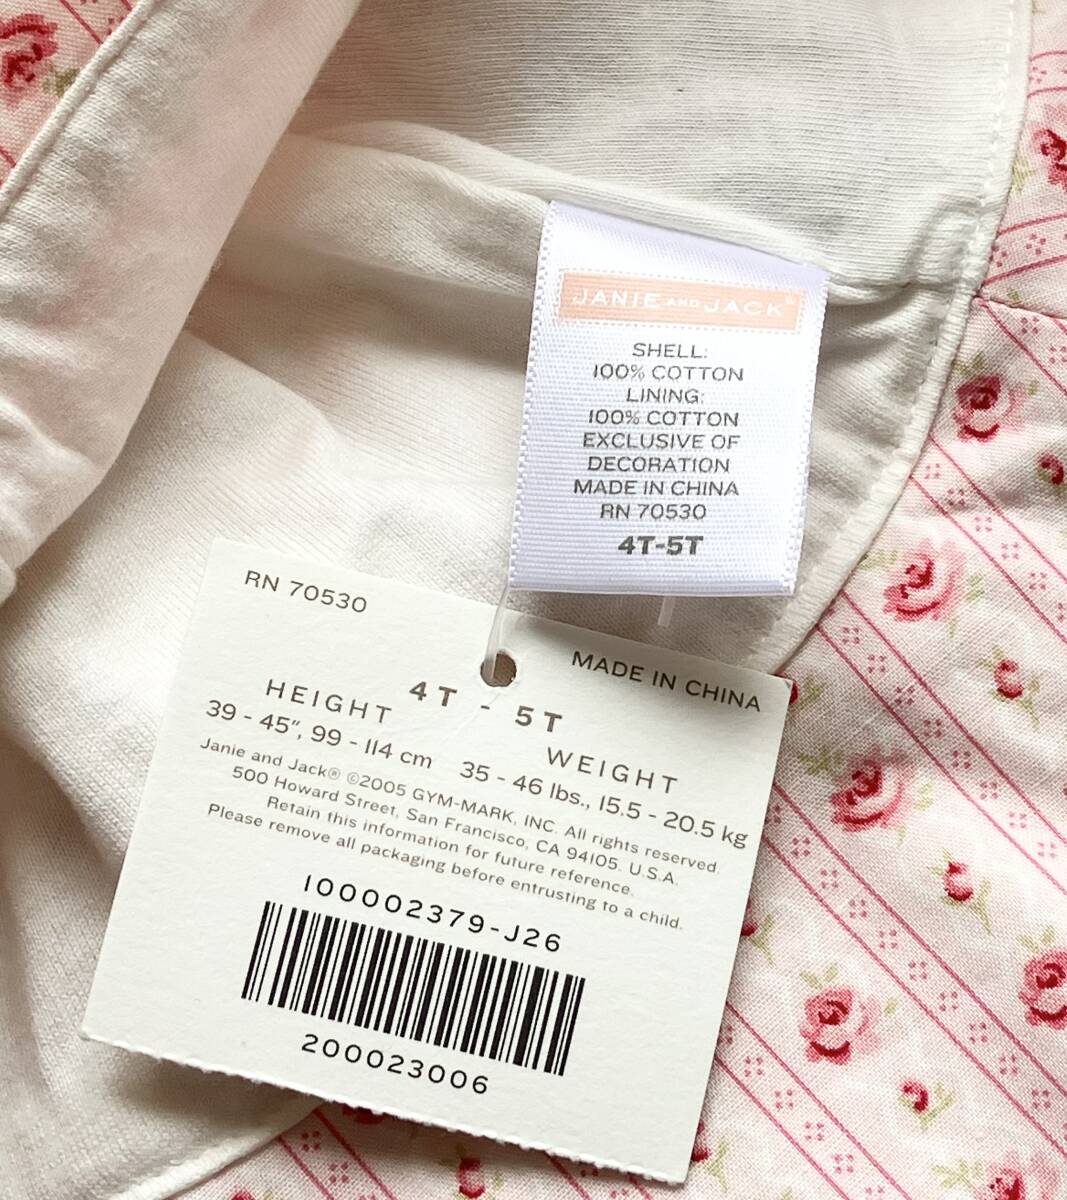 JANIE AND JACK®
SHELL:
100% COTTON
LINING:
100% COTTON
EXCLUSIVE OF
DECORATION
MADE IN CHINA
RN 70530
4T-5T
RN 70530
MADE IN CHINA
4T - 5T
HEIGHT
39 - 45", 99 - 114 cm
WEIGHT
35 - 46 lbs., 15.5 - 20.5 kg
Janie and Jack® ©2005 GYM-MARK, INC. All rights reserved.
500 Howard Street, San Francisco, CA 94105. U.S.A.
Retain this information for future reference.
Please remove all packaging before entrusting to a child.
100002379-J26
200023006